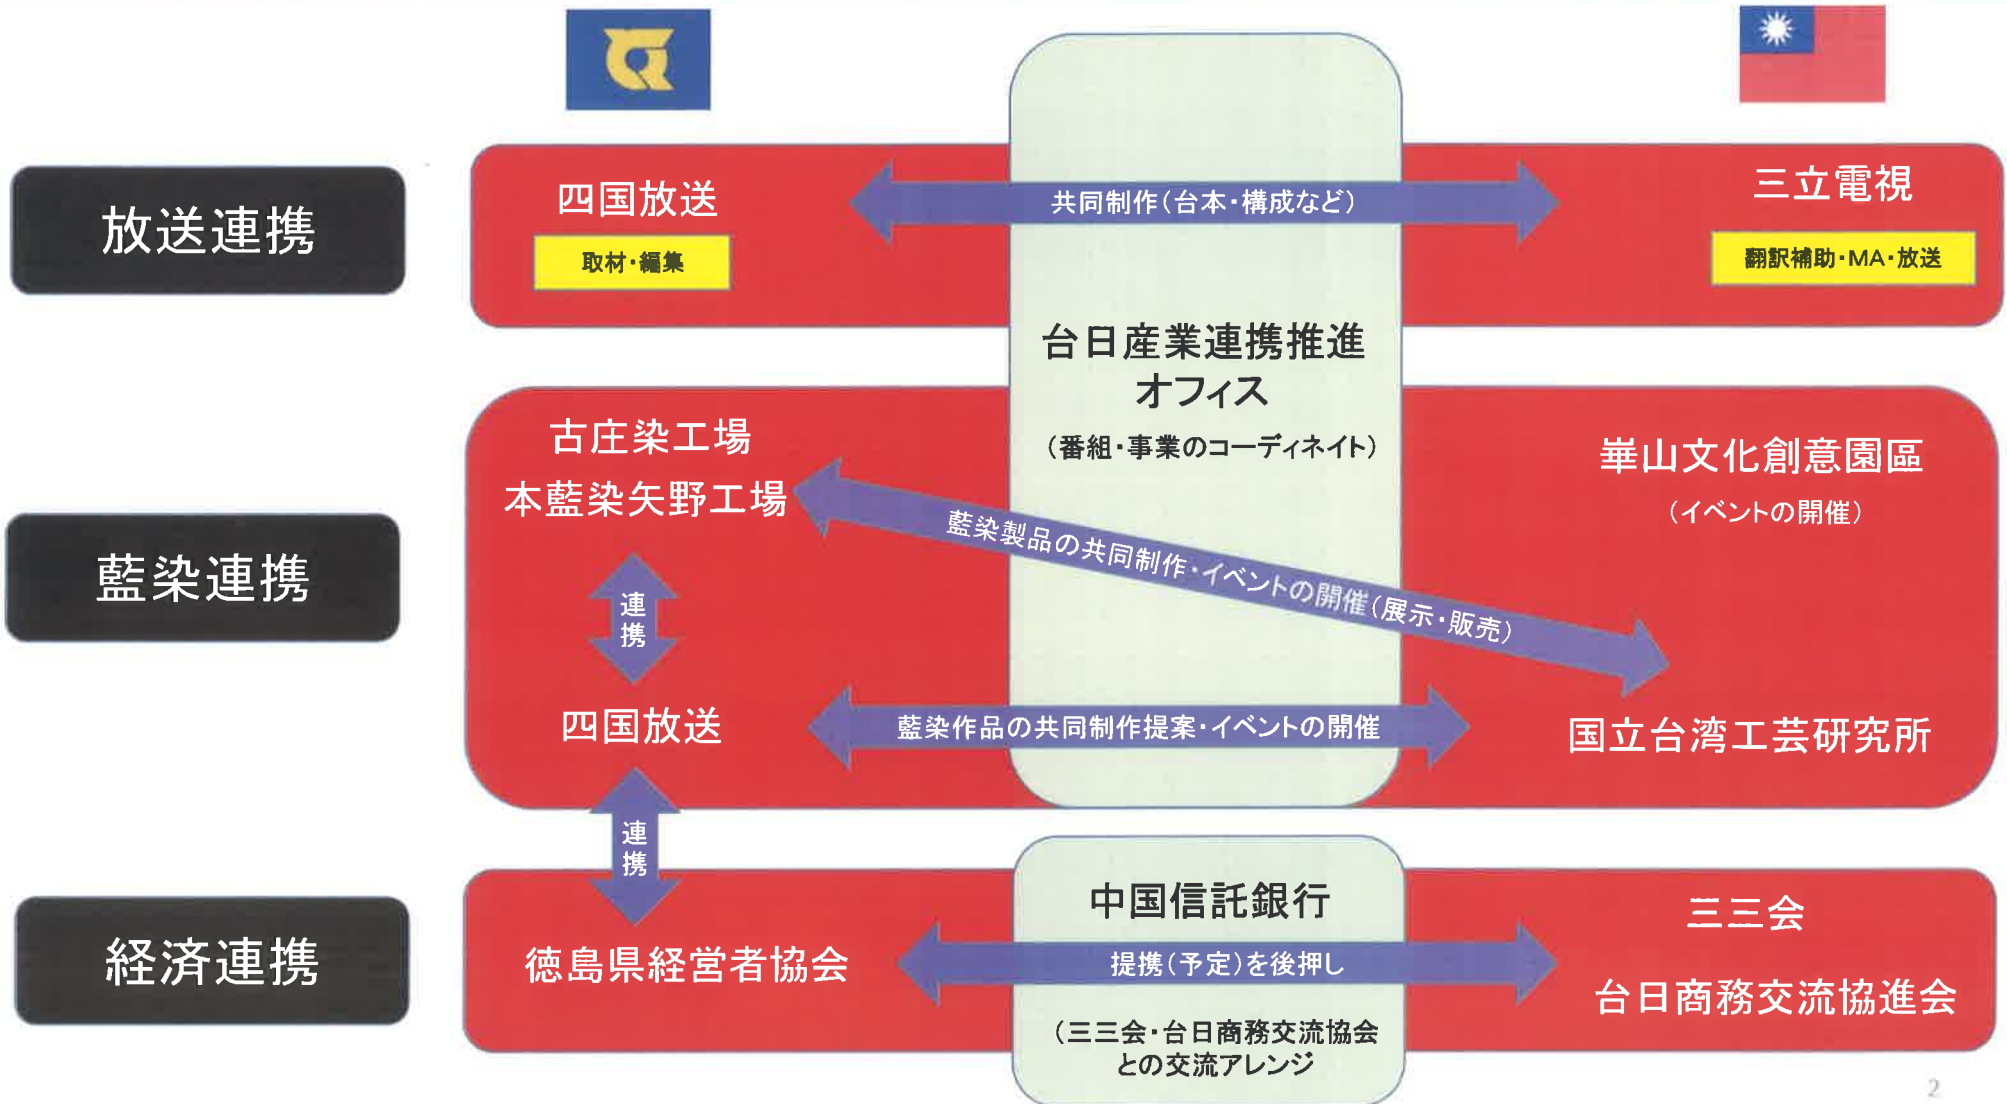 放送連携
四国放送
取材・編集
共同制作(台本・構成など)
三立電視
翻訳補助・MA・放送
台日産業連携推進
オフィス
(番組・事業のコーディネイト)
藍染連携
古庄染工場
本藍染矢野工場
連携
四国放送
藍染製品の共同制作・イベントの開催(展示・販売)
藍染作品の共同制作提案・イベントの開催
崋山文化創意園區
(イベントの開催)
国立台湾工芸研究所
連携
経済連携
徳島県経営者協会
中国信託銀行
提携(予定)を後押し
(三三会・台日商務交流協会
との交流アレンジ
三三会
台日商務交流協進会
2